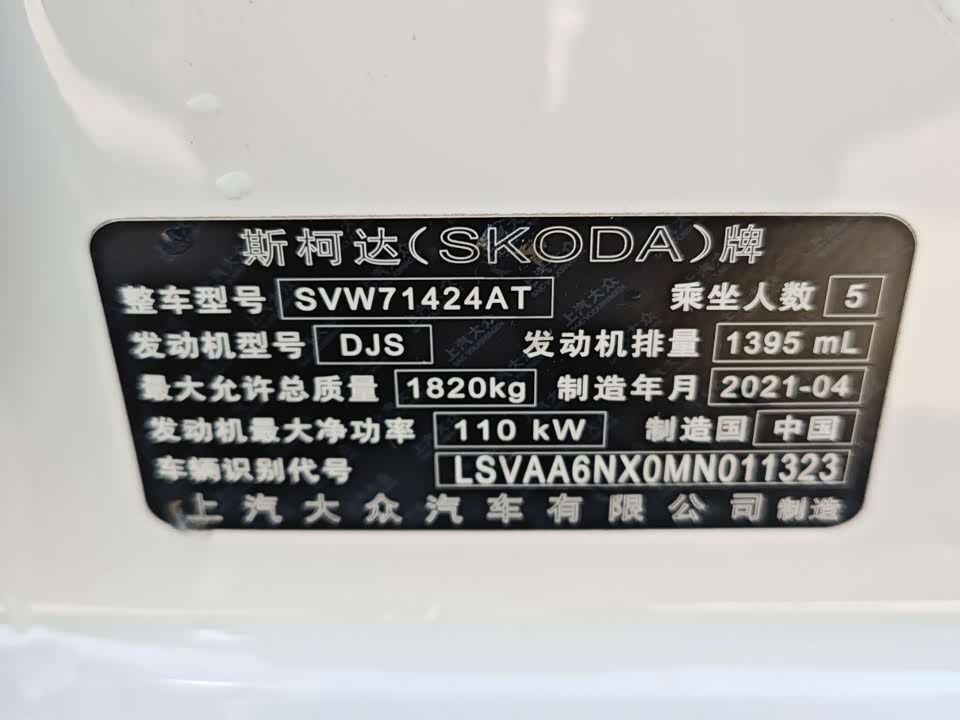 斯柯达(SKODA)牌
整车型号 SVW71424AT 乘坐人数 5
发动机型号 DJS 发动机排量 1395 mL
最大允许总质量 1820kg 制造年月 2021-04
发动机最大净功率 110 kW 制造国 中国
车辆识别代号 LSVAA6NX0MN011323
上汽大众汽车有限公司 制造